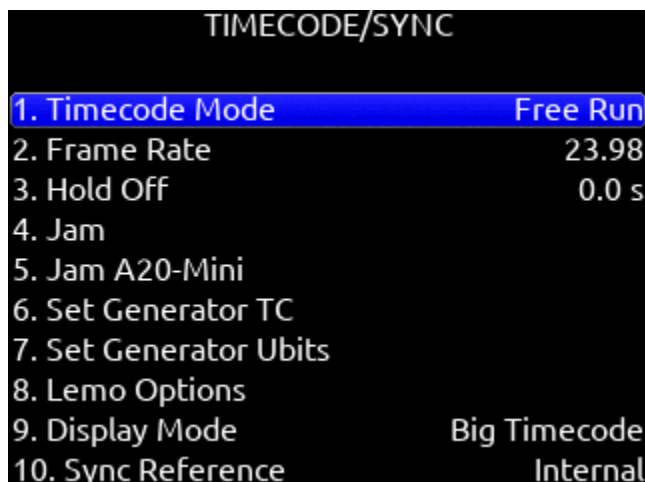 TIMECODE/SYNC
1. Timecode Mode Free Run
2. Frame Rate 23.98
3. Hold Off 0.0 s
4. Jam
5. Jam A20-Mini
6. Set Generator TC
7. Set Generator Ubits
8. Lemo Options
9. Display Mode Big Timecode
10. Sync Reference Internal